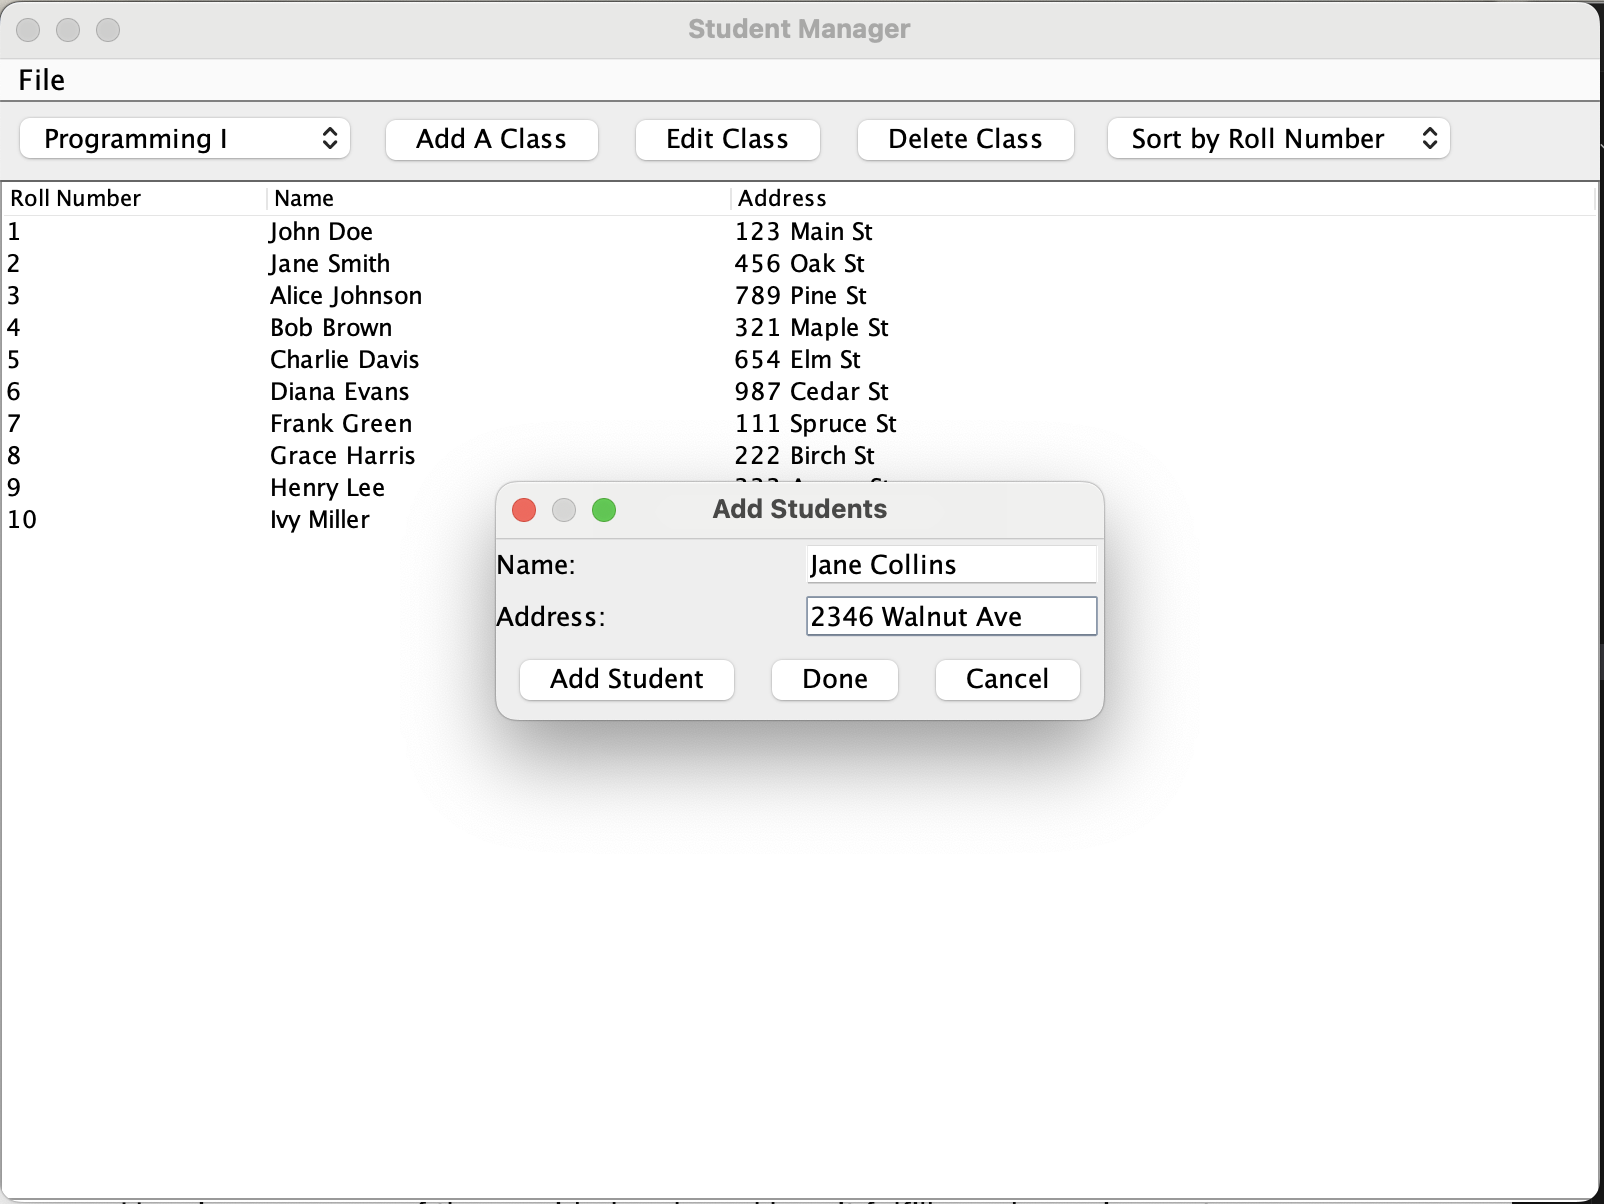 Student Manager
File
Programming I Add A Class Edit Class Delete Class Sort by Roll Number
Roll Number Name Address
1 John Doe 123 Main St
2 Jane Smith 456 Oak St
3 Alice Johnson 789 Pine St
4 Bob Brown 321 Maple St
5 Charlie Davis 654 Elm St
6 Diana Evans 987 Cedar St
7 Frank Green 111 Spruce St
8 Grace Harris 222 Birch St
9 Henry Lee
10 Ivy Miller
Add Students
Name: Jane Collins
Address: 2346 Walnut Ave
Add Student Done Cancel